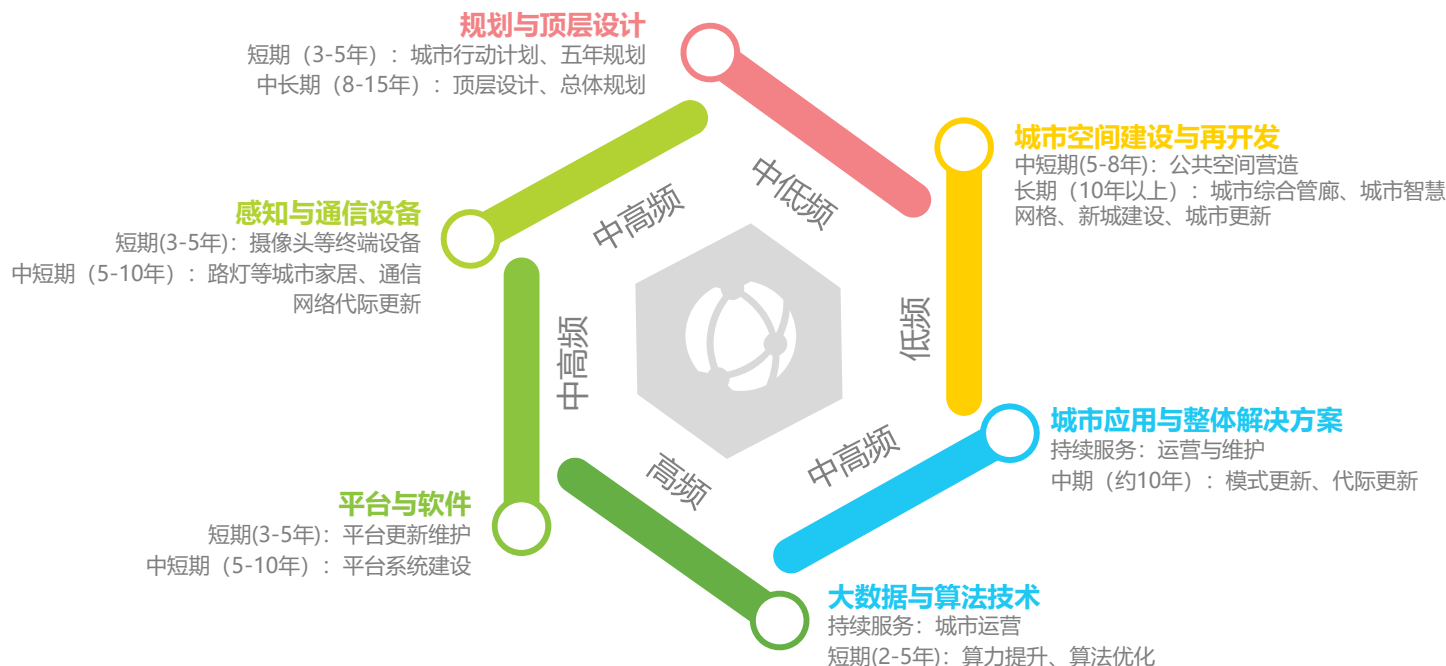 规划与顶层设计
短期（3-5年）：城市行动计划、五年规划
中长期（8-15年）：顶层设计、总体规划
城市空间建设与再开发
中短期(5-8年)：公共空间营造
长期（10年以上）：城市综合管廊、城市智慧
网格、新城建设、城市更新
感知与通信设备
短期(3-5年)：摄像头等终端设备
中短期（5-10年）：路灯等城市家居、通信
网络代际更新
中高频
中低频
中高频
低频
高频
中高频
城市应用与整体解决方案
持续服务：运营与维护
中期（约10年）：模式更新、代际更新
平台与软件
短期(3-5年)：平台更新维护
中短期（5-10年）：平台系统建设
大数据与算法技术
持续服务：城市运营
短期(2-5年)：算力提升、算法优化